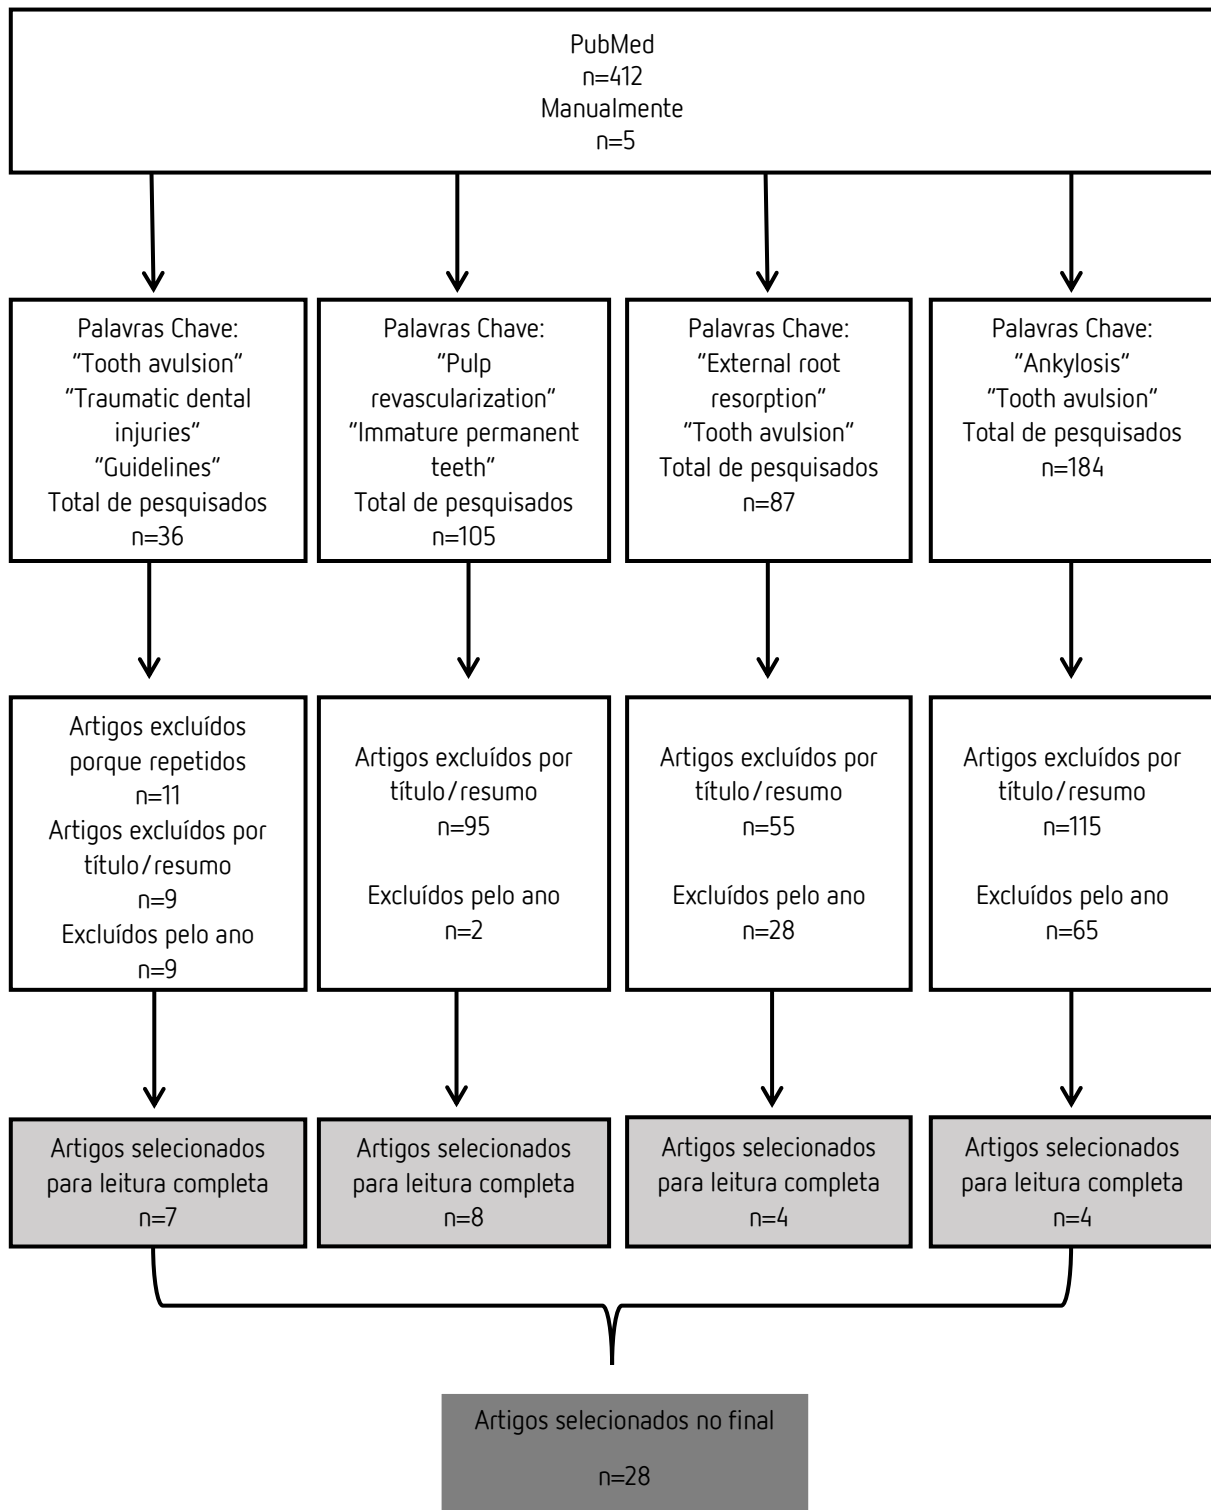 PubMed
n=412
Manualmente
n=5
Palavras Chave:
"Tooth avulsion"
"Traumatic dental
injuries"
"Guidelines"
Total de pesquisados
n=36
Palavras Chave:
"Pulp
revascularization"
"Immature permanent
teeth"
Total de pesquisados
n=105
Palavras Chave:
"External root
resorption"
"Tooth avulsion"
Total de pesquisados
n=87
Palavras Chave:
"Ankylosis"
"Tooth avulsion"
Total de pesquisados
n=184
Artigos excluídos
porque repetidos
n=11
Artigos excluídos por
título/resumo
n=9
Excluídos pelo ano
n=9
Artigos excluídos por
título/resumo
n=95
Excluídos pelo ano
n=2
Artigos excluídos por
título/resumo
n=55
Excluídos pelo ano
n=28
Artigos excluídos por
título/resumo
n=115
Excluídos pelo ano
n=65
Artigos selecionados
para leitura completa
n=7
Artigos selecionados
para leitura completa
n=8
Artigos selecionados
para leitura completa
n=4
Artigos selecionados
para leitura completa
n=4
Artigos selecionados no final
n=28